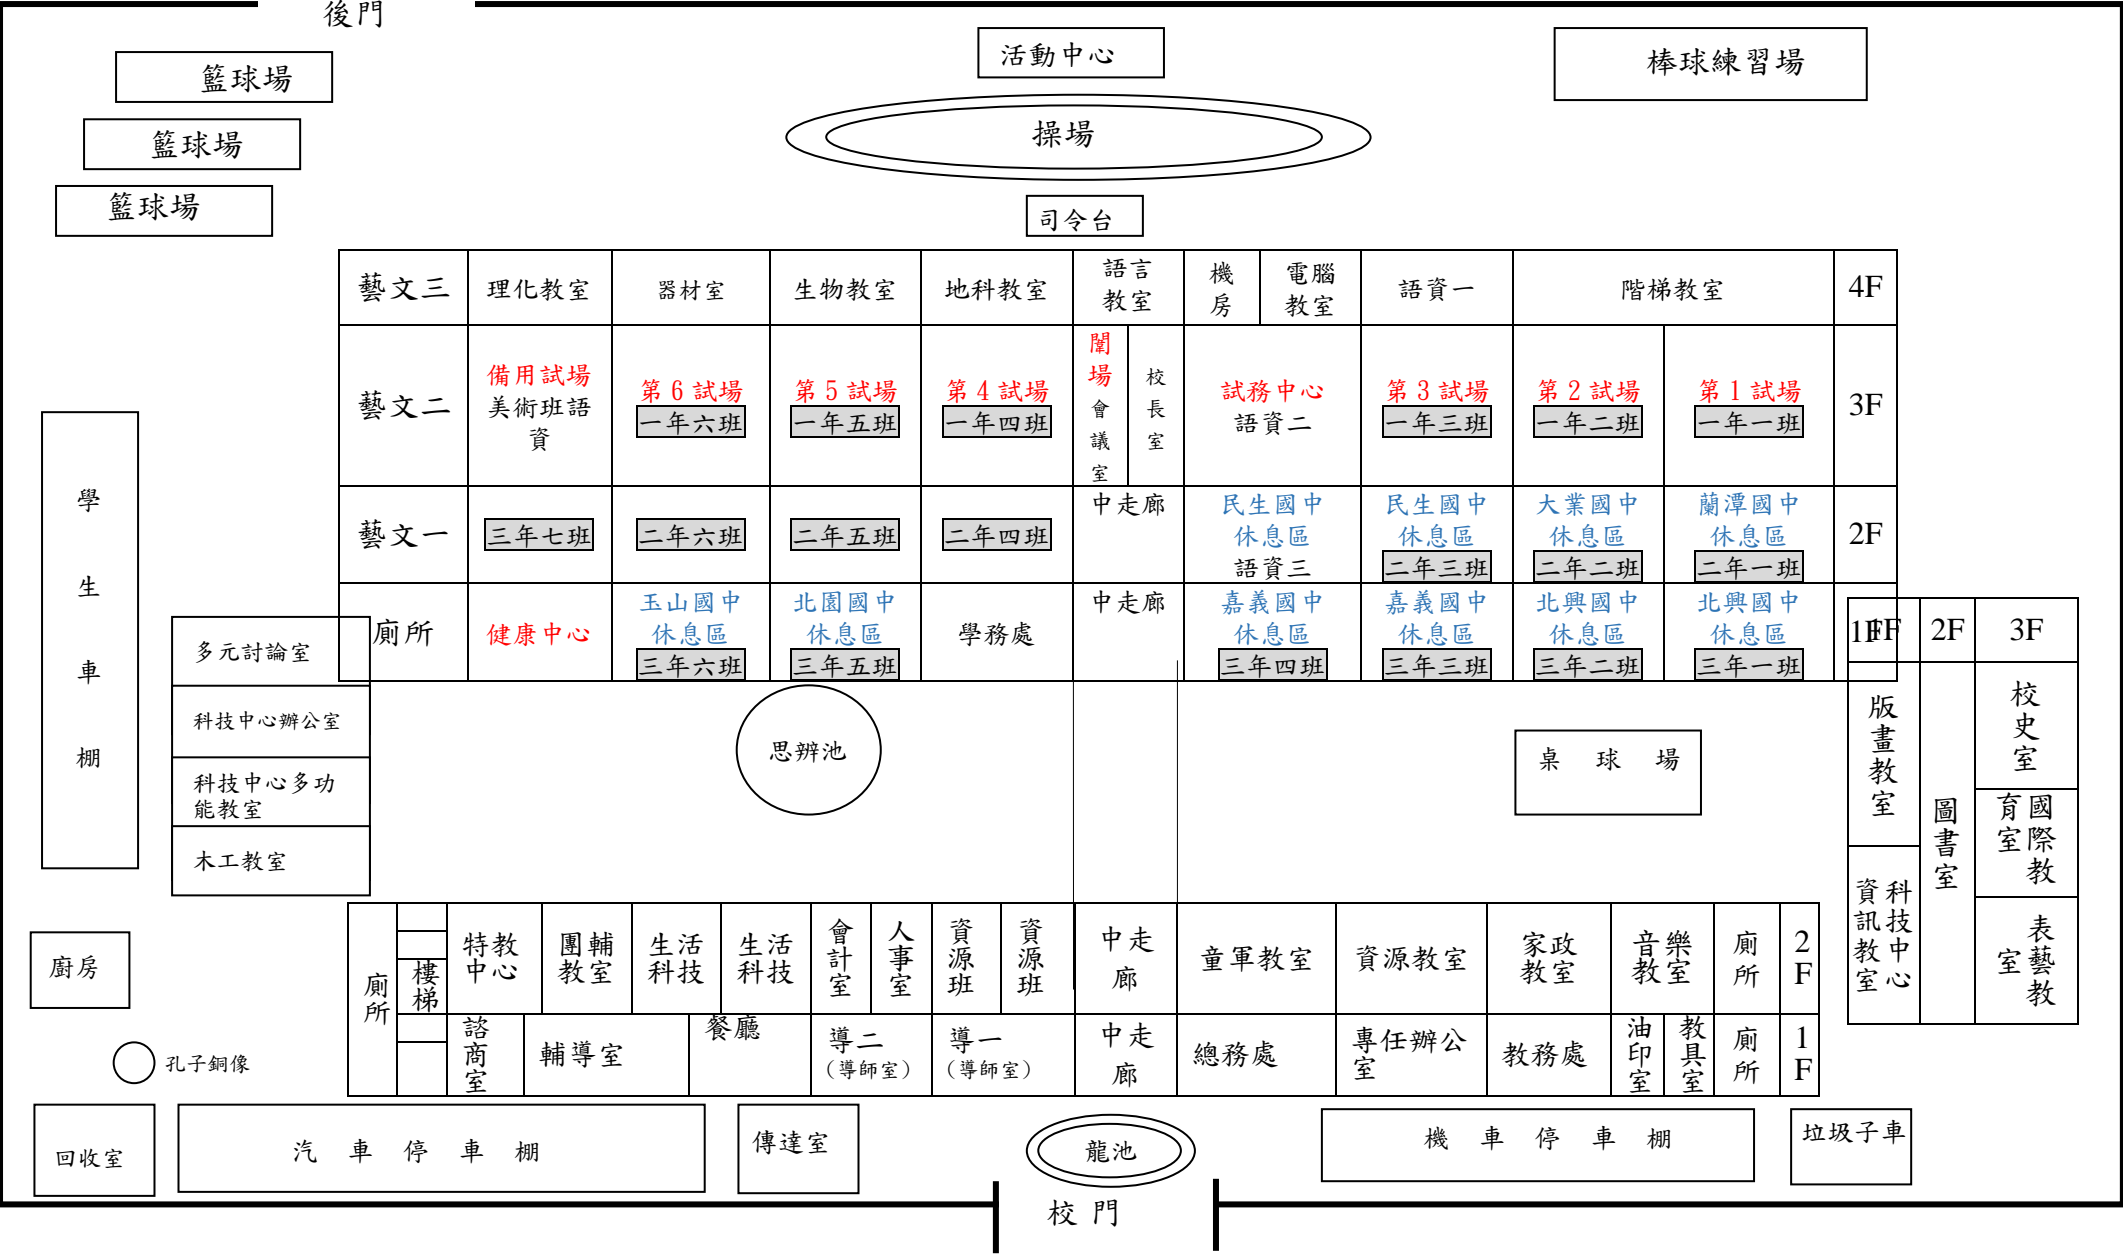 後門
活動中心
棒球練習場
籃球場
籃球場
籃球場
操場
司令台
藝文三
理化教室
器材室
生物教室
地科教室
語言
教室
機
房
電腦
教室
語資一
階梯教室
4F
藝文二
備用試場
美術班語
資
第 6 試場
一年六班
第 5 試場
一年五班
第 4 試場
一年四班
闈
場
會
議
室
校
長
室
試務中心
語資二
第 3 試場
一年三班
第 2 試場
一年二班
第 1 試場
一年一班
3F
藝文一
三年七班
二年六班
二年五班
二年四班
中走廊
民生國中
休息區
語資三
民生國中
休息區
二年三班
大業國中
休息區
二年二班
蘭潭國中
休息區
二年一班
2F
廁所
健康中心
玉山國中
休息區
三年六班
北園國中
休息區
三年五班
學務處
中走廊
嘉義國中
休息區
三年四班
嘉義國中
休息區
三年三班
北興國中
休息區
三年二班
北興國中
休息區
三年一班
1F
1F
2F
3F
學
生
車
棚
多元討論室
科技中心辦公室
科技中心多功
能教室
木工教室
思辨池
桌 球 場
版畫教室
科技中心
資訊教室
圖書室
校史室
國際教
育室
表藝教
室
廚房
孔子銅像
廁所
樓梯
特教
中心
團輔
教室
生活
科技
生活
科技
會計室
人事室
資源班
資源班
中走
廊
童軍教室
資源教室
家政
教室
音樂
教室
廁所
2
F
諮商室
輔導室
餐廳
導二
(導師室)
導一
(導師室)
中走
廊
總務處
專任辦公
室
教務處
油印室
教具室
廁所
1
F
回收室
汽 車 停 車 棚
傳達室
龍池
機 車 停 車 棚
垃圾子車
校 門